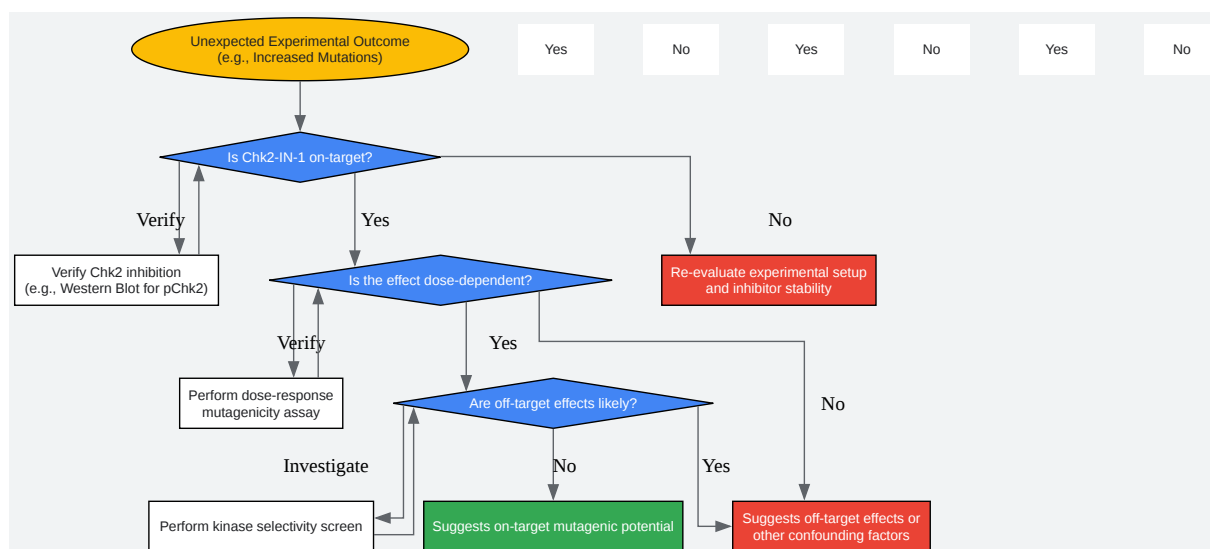 Unexpected Experimental Outcome
(e.g., Increased Mutations)
Yes
No
Yes
No
Yes
No
Is Chk2-IN-1 on-target?
Verify
Yes
No
Verify Chk2 inhibition
(e.g., Western Blot for pChk2)
Is the effect dose-dependent?
Re-evaluate experimental setup
and inhibitor stability
Verify
Yes
Perform dose-response
mutagenicity assay
Are off-target effects likely?
No
Investigate
No
Yes
Perform kinase selectivity screen
Suggests on-target mutagenic potential
Suggests off-target effects or
other confounding factors